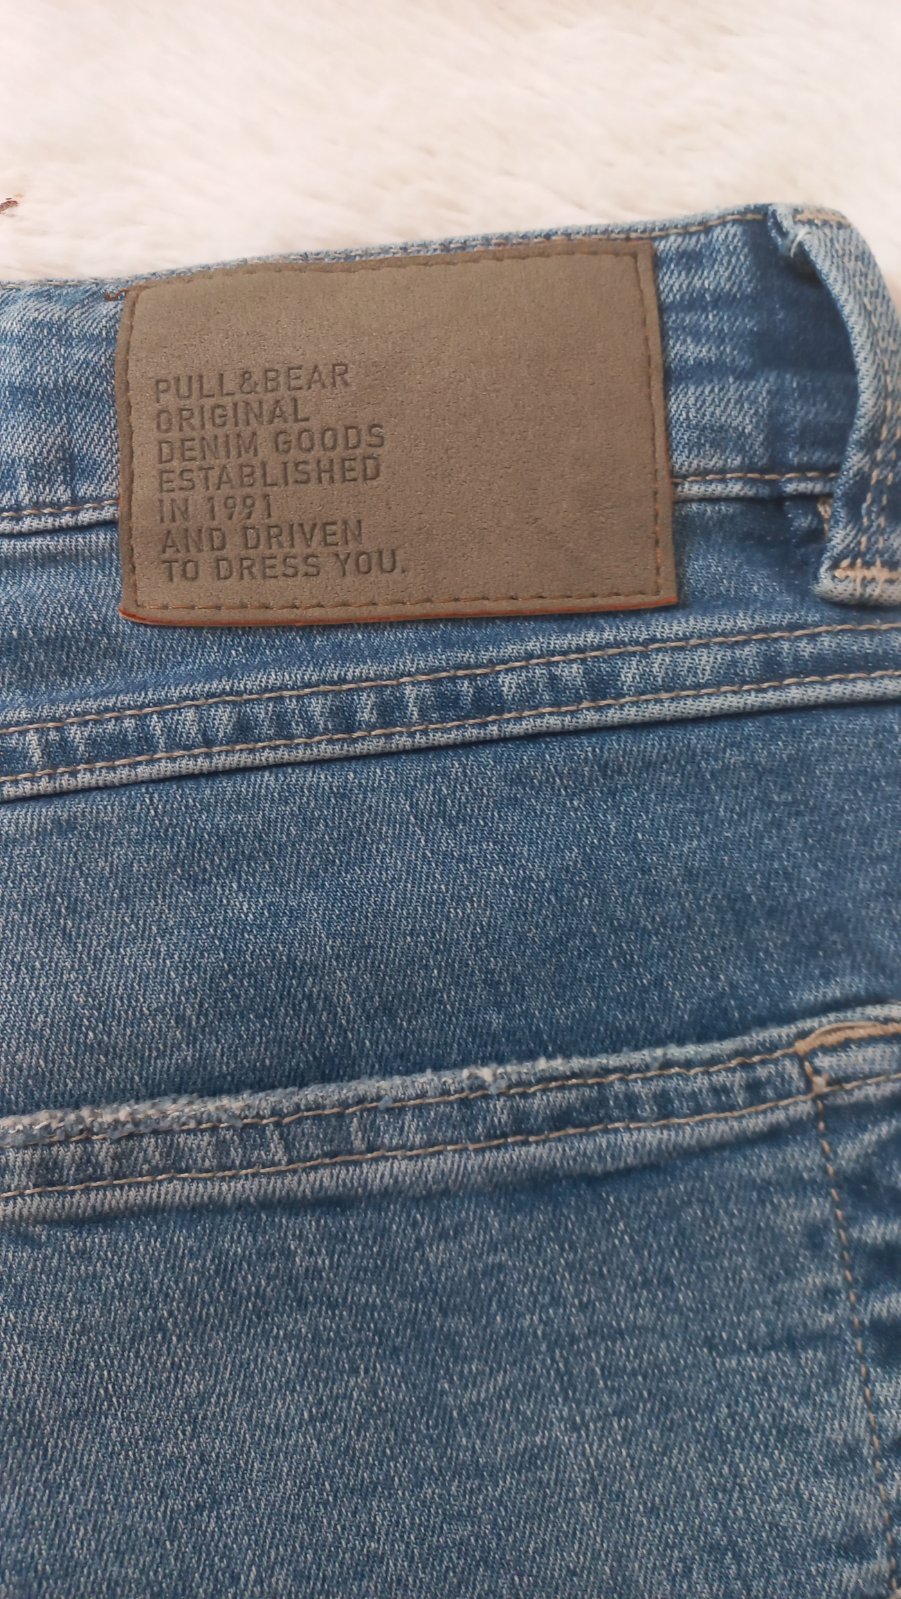 PULL&BEAR
ORIGINAL
DENIM GOODS
ESTABLISHED
IN 1991
AND DRIVEN
TO DRESS YOU.